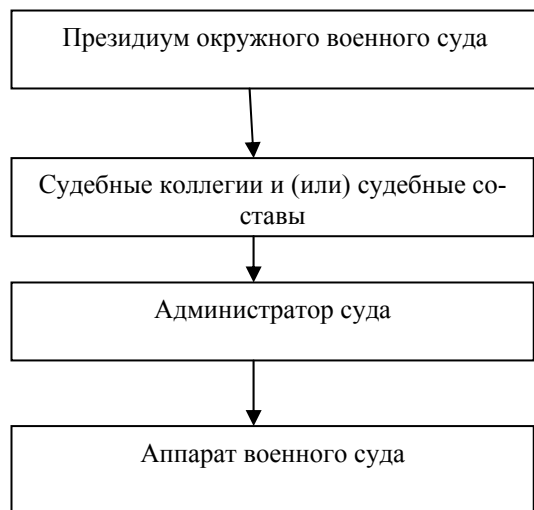 Президиум окружного военного суда
Судебные коллегии и (или) судебные со-
ставы
Администратор суда
Аппарат военного суда